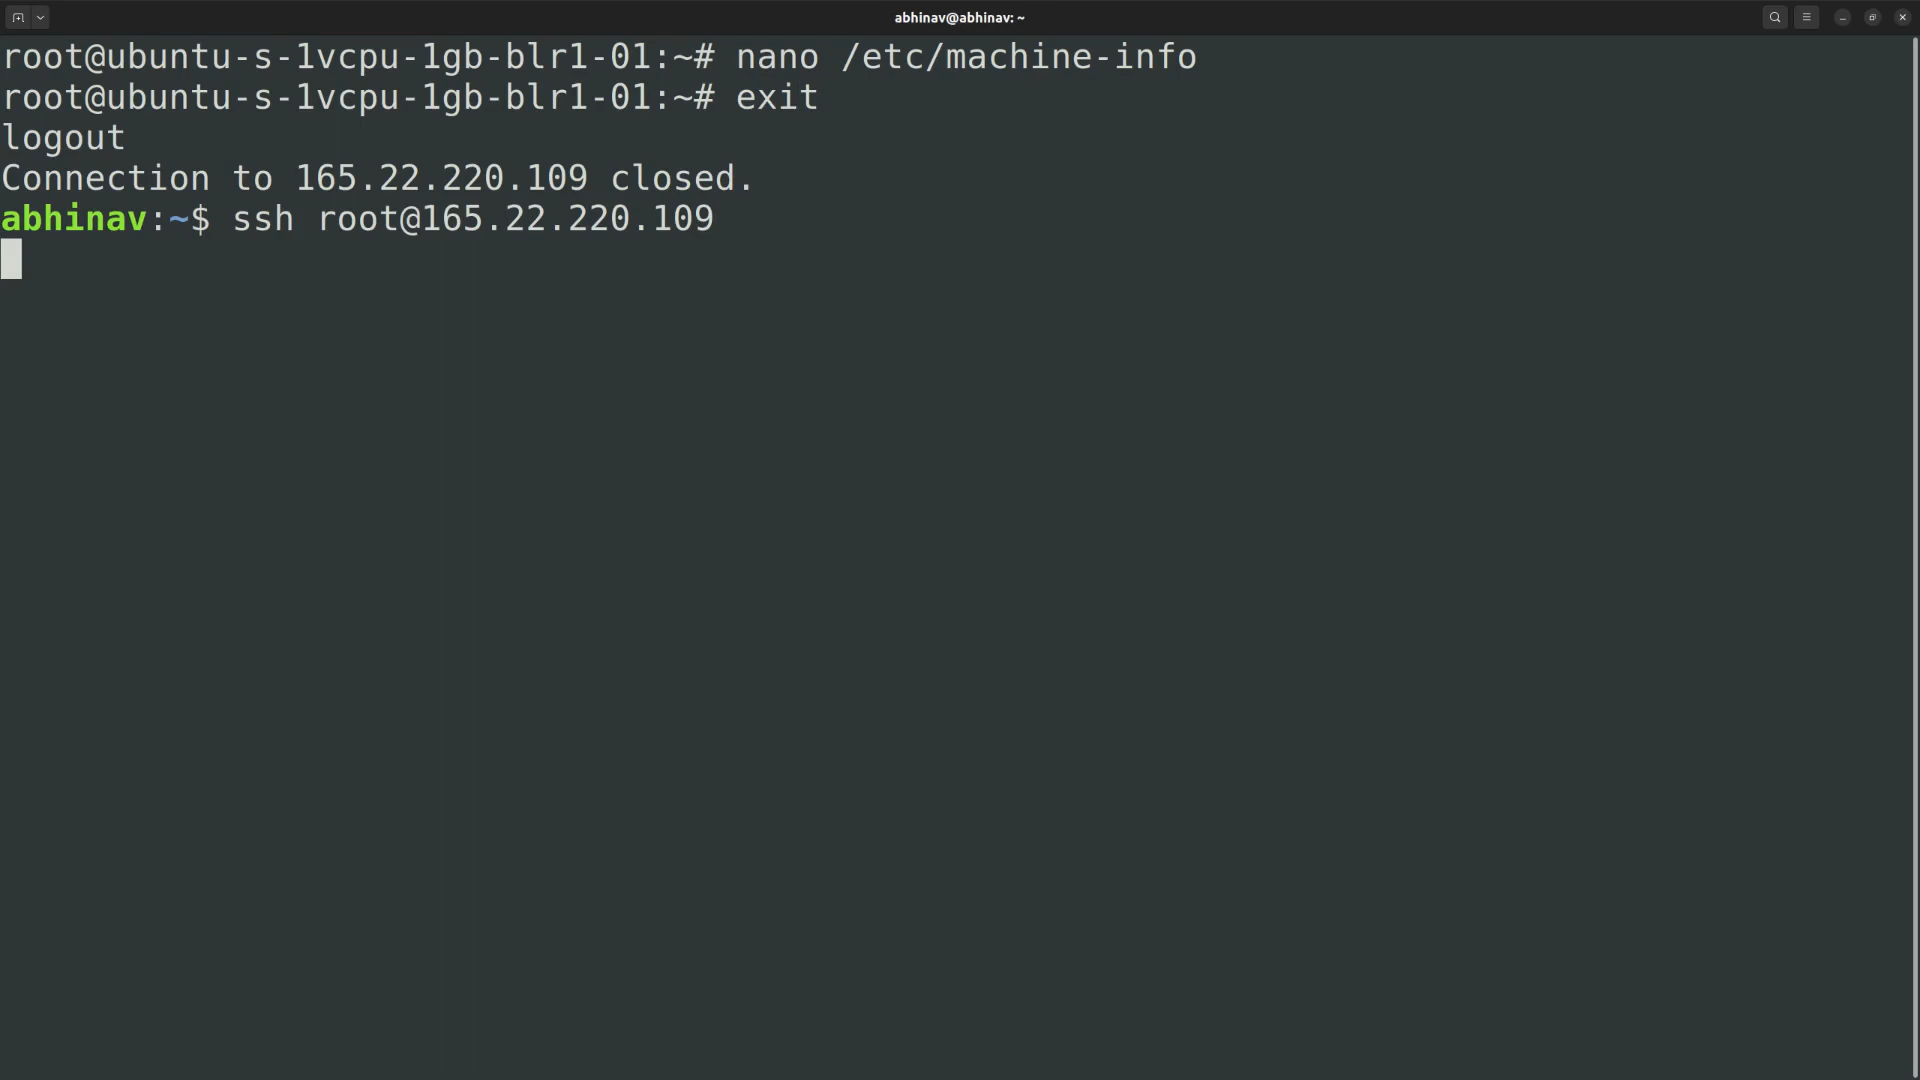 abhinav@abhinav: ~
root@ubuntu-s-1vcpu-1gb-blr1-01:~# nano /etc/machine-info
root@ubuntu-s-1vcpu-1gb-blr1-01:~# exit
logout
Connection to 165.22.220.109 closed.
abhinav:~$ ssh root@165.22.220.109